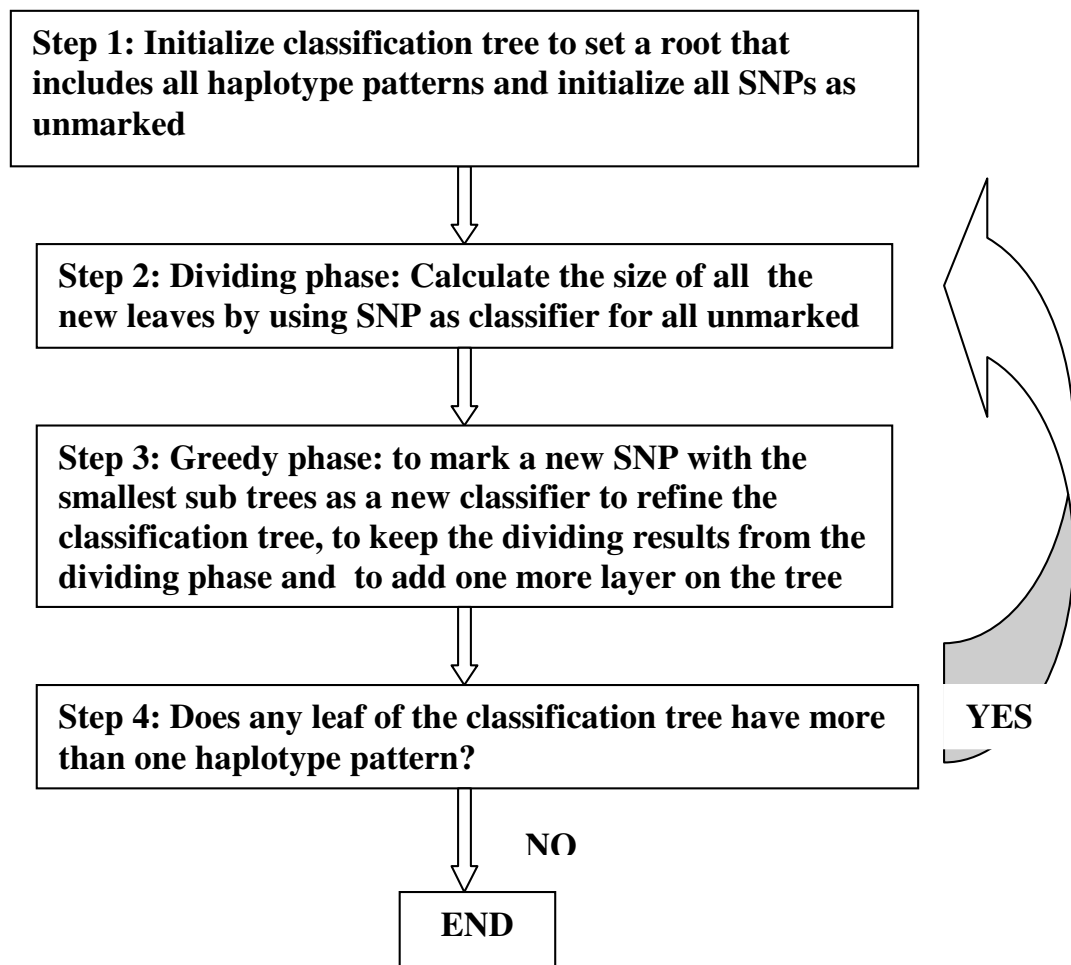 Step 1: Initialize classification tree to set a root that
includes all haplotype patterns and initialize all SNPs as
unmarked
Step 2: Dividing phase: Calculate the size of all the
new leaves by using SNP as classifier for all unmarked
Step 3: Greedy phase: to mark a new SNP with the
smallest sub trees as a new classifier to refine the
classification tree, to keep the dividing results from the
dividing phase and to add one more layer on the tree
Step 4: Does any leaf of the classification tree have more
than one haplotype pattern?
YES
NO
END